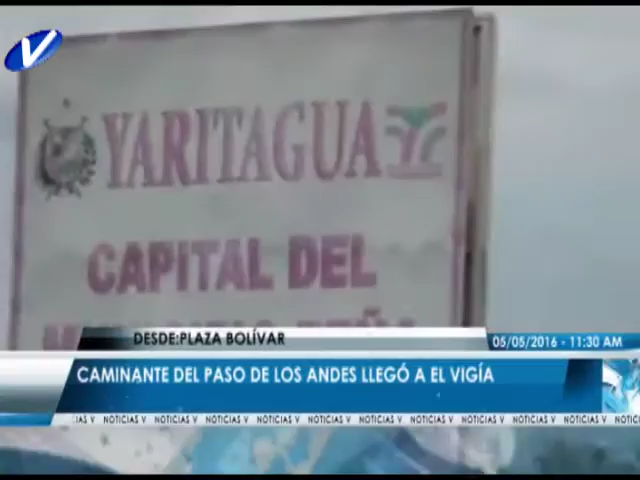 V
YARITAGUA
CAPITAL DEL
DESDE:PLAZA BOLÍVAR
05/05/2016 - 11:30 AM
CAMINANTE DEL PASO DE LOS ANDES LLEGÓ A EL VIGÍA
IAS V NOTICIAS V NOTICIAS V NOTICIAS V NOTICIAS V NOTICIAS V NOTICIAS V NOTICIAS V NOTICIAS V NOTICIAS V